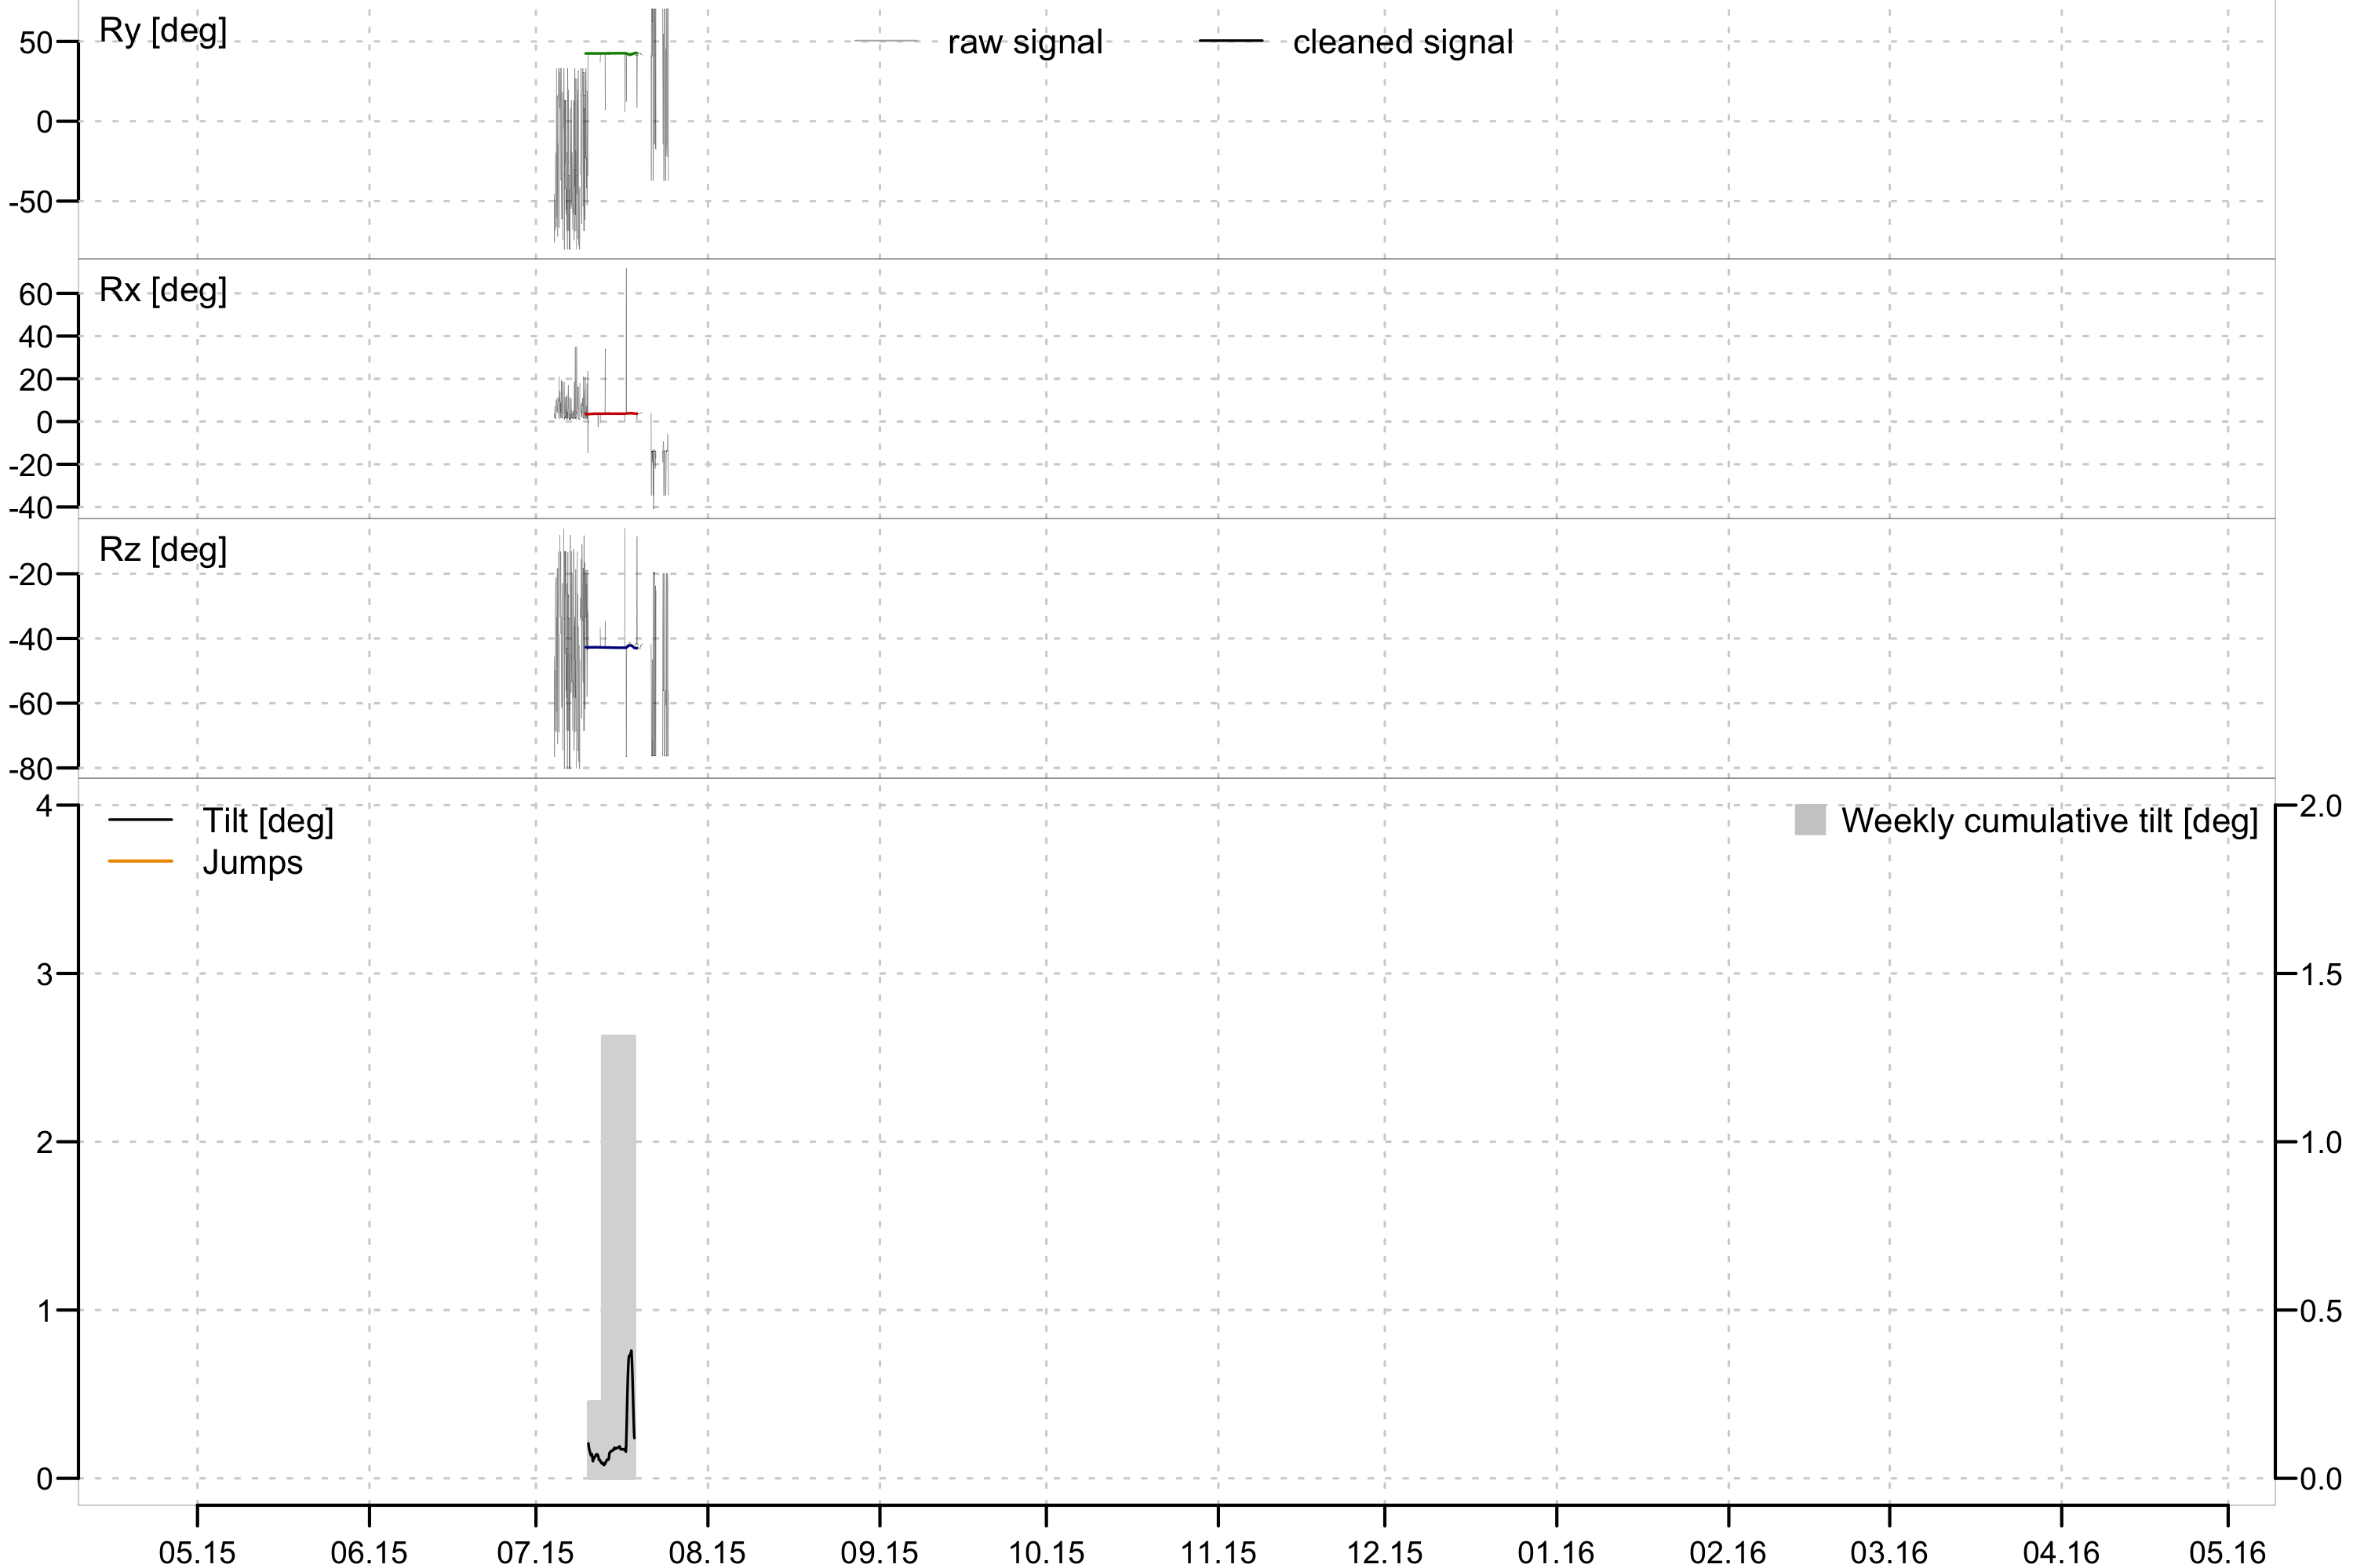 Ry [deg]
raw signal
cleaned signal
50
0
-50
Rx [deg]
60
40
20
0
-20
-40
Rz [deg]
-20
-40
-60
-80
Tilt [deg]
Jumps
Weekly cumulative tilt [deg]
4
3
2
1
0
2.0
1.5
1.0
0.5
0.0
05.15 06.15 07.15 08.15 09.15 10.15 11.15 12.15 01.16 02.16 03.16 04.16 05.16